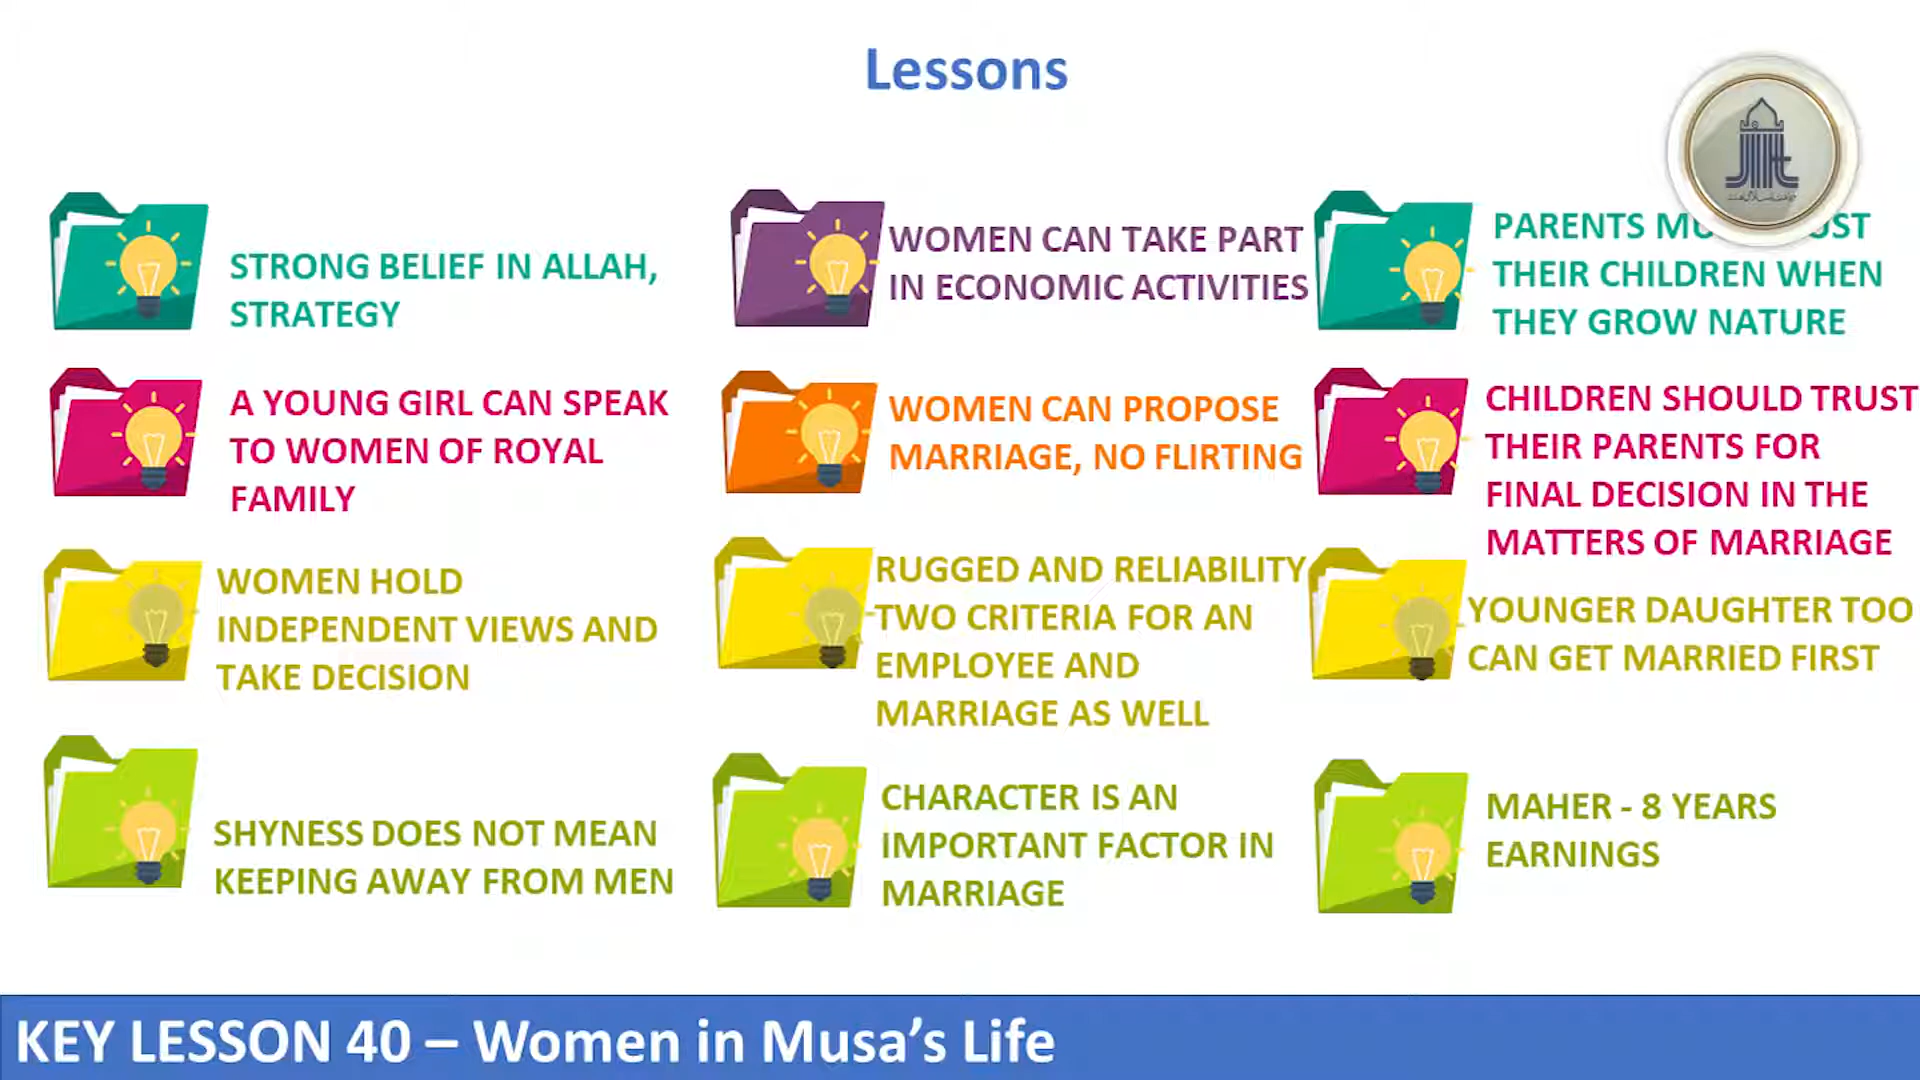 Lessons
STRONG BELIEF IN ALLAH,
STRATEGY
A YOUNG GIRL CAN SPEAK
TO WOMEN OF ROYAL
FAMILY
WOMEN HOLD
INDEPENDENT VIEWS AND
TAKE DECISION
SHYNESS DOES NOT MEAN
KEEPING AWAY FROM MEN
WOMEN CAN TAKE PART
IN ECONOMIC ACTIVITIES
WOMEN CAN PROPOSE
MARRIAGE, NO FLIRTING
RUGGED AND RELIABILITY
TWO CRITERIA FOR AN
EMPLOYEE AND
MARRIAGE AS WELL
CHARACTER IS AN
IMPORTANT FACTOR IN
MARRIAGE
PARENTS
THEIR CHILDREN WHEN
THEY GROW NATURE
CHILDREN SHOULD TRUST
THEIR PARENTS FOR
FINAL DECISION IN THE
MATTERS OF MARRIAGE
YOUNGER DAUGHTER TOO
CAN GET MARRIED FIRST
MAHER - 8 YEARS
EARNINGS
KEY LESSON 40 – Women in Musa’s Life